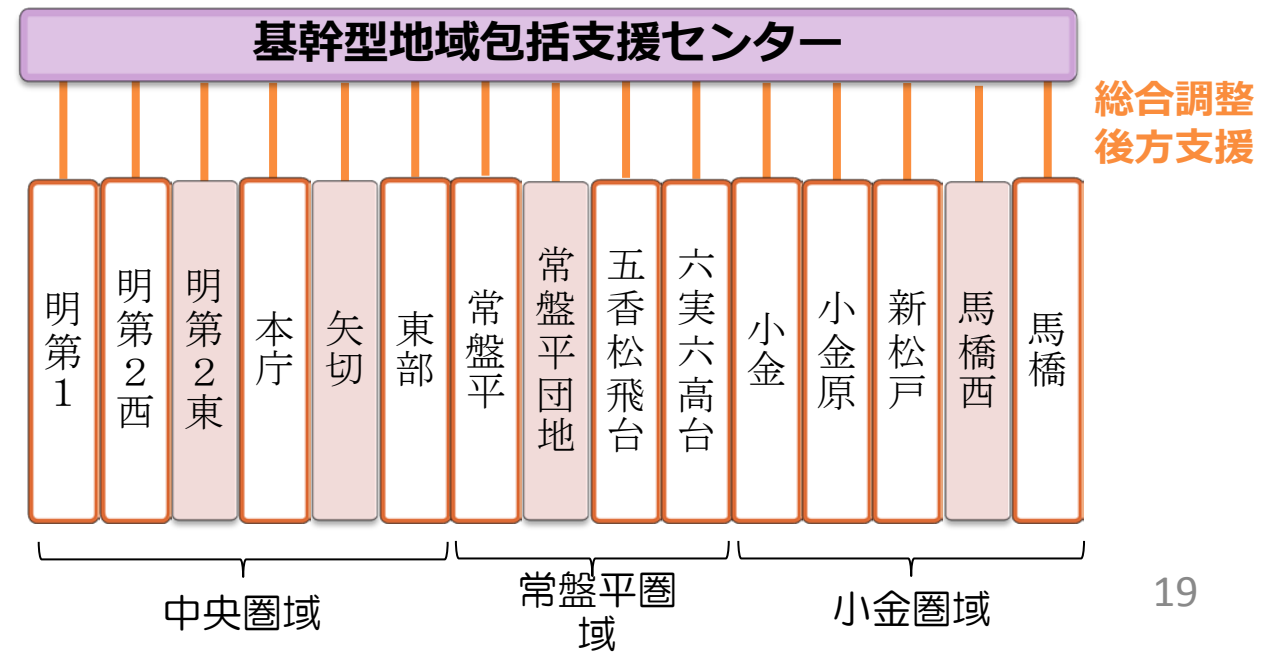 基幹型地域包括支援センター
総合調整
後方支援
明第1
明第2西
明第2東
本庁
矢切
東部
常盤平
常盤平団地
五香松飛台
六実六高台
小金
小金原
新松戸
馬橋西
馬橋
中央圏域
常盤平圏
域
小金圏域
19